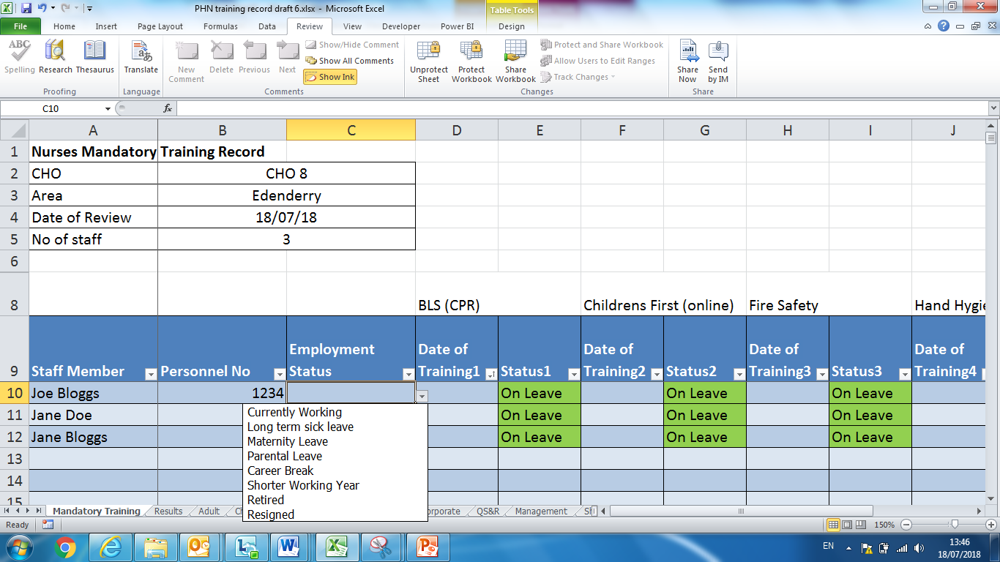 PHN training record draft 6.xlsx - Microsoft Excel
Table Tools
File Home Insert Page Layout Formulas Data Review View Developer Power BI Design
ABC
Spelling Research Thesaurus
Proofing
Translate
Language
New Comment
Delete Previous Next
Show/Hide Comment
Show All Comments
Show Ink
Comments
Unprotect Sheet
Protect Workbook
Share Workbook
Protect and Share Workbook
Allow Users to Edit Ranges
Track Changes
Changes
Share Now
Send by IM
Share
C10 fx
A B C D E F G H I J
1 Nurses Mandatory Training Record
2 CHO CHO 8
3 Area Edenderry
4 Date of Review 18/07/18
5 No of staff 3
6
8 BLS (CPR) Childrens First (online) Fire Safety Hand Hygie
9 Staff Member Personnel No Employment Status Date of Training1 Status1 Date of Training2 Status2 Date of Training3 Status3 Date of Training4
10 Joe Bloggs 1234 On Leave On Leave On Leave
11 Jane Doe On Leave On Leave On Leave
12 Jane Bloggs On Leave On Leave On Leave
13
14
15
Currently Working
Long term sick leave
Maternity Leave
Parental Leave
Career Break
Shorter Working Year
Retired
Resigned
Mandatory Training Results Adult Ch orporate QS&R Management
Ready 150%
EN 13:46
18/07/2018